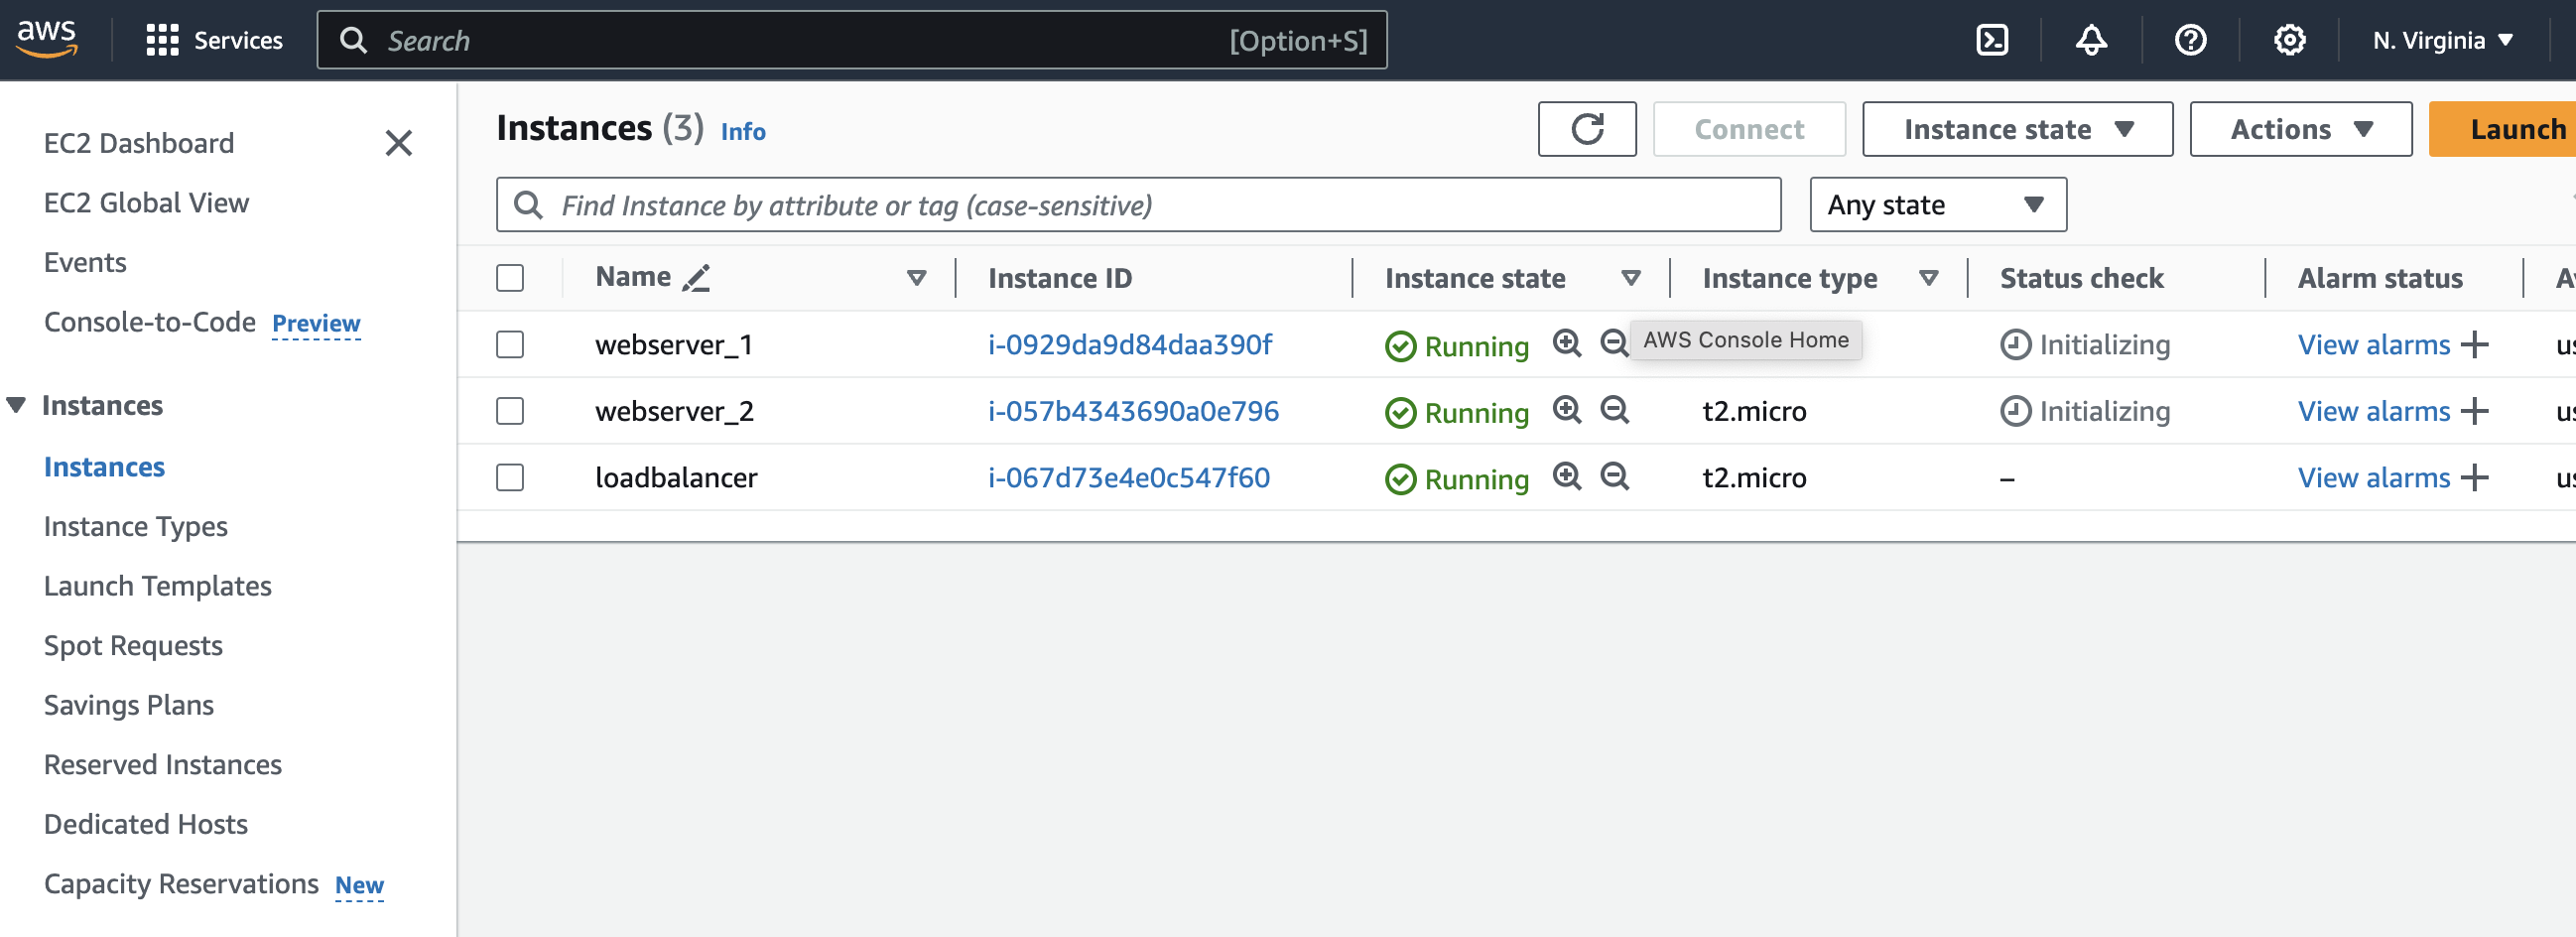 aws Services Search [Option+S] N. Virginia
EC2 Dashboard
EC2 Global View
Events
Console-to-Code Preview
Instances
Instances
Instance Types
Launch Templates
Spot Requests
Savings Plans
Reserved Instances
Dedicated Hosts
Capacity Reservations New
Instances (3) Info Connect Instance state Actions Launch
Find Instance by attribute or tag (case-sensitive) Any state
Name Instance ID Instance state Instance type Status check Alarm status
webserver_1 i-0929da9d84daa390f Running AWS Console Home Initializing View alarms
webserver_2 i-057b4343690a0e796 Running t2.micro Initializing View alarms
loadbalancer i-067d73e4e0c547f60 Running t2.micro – View alarms